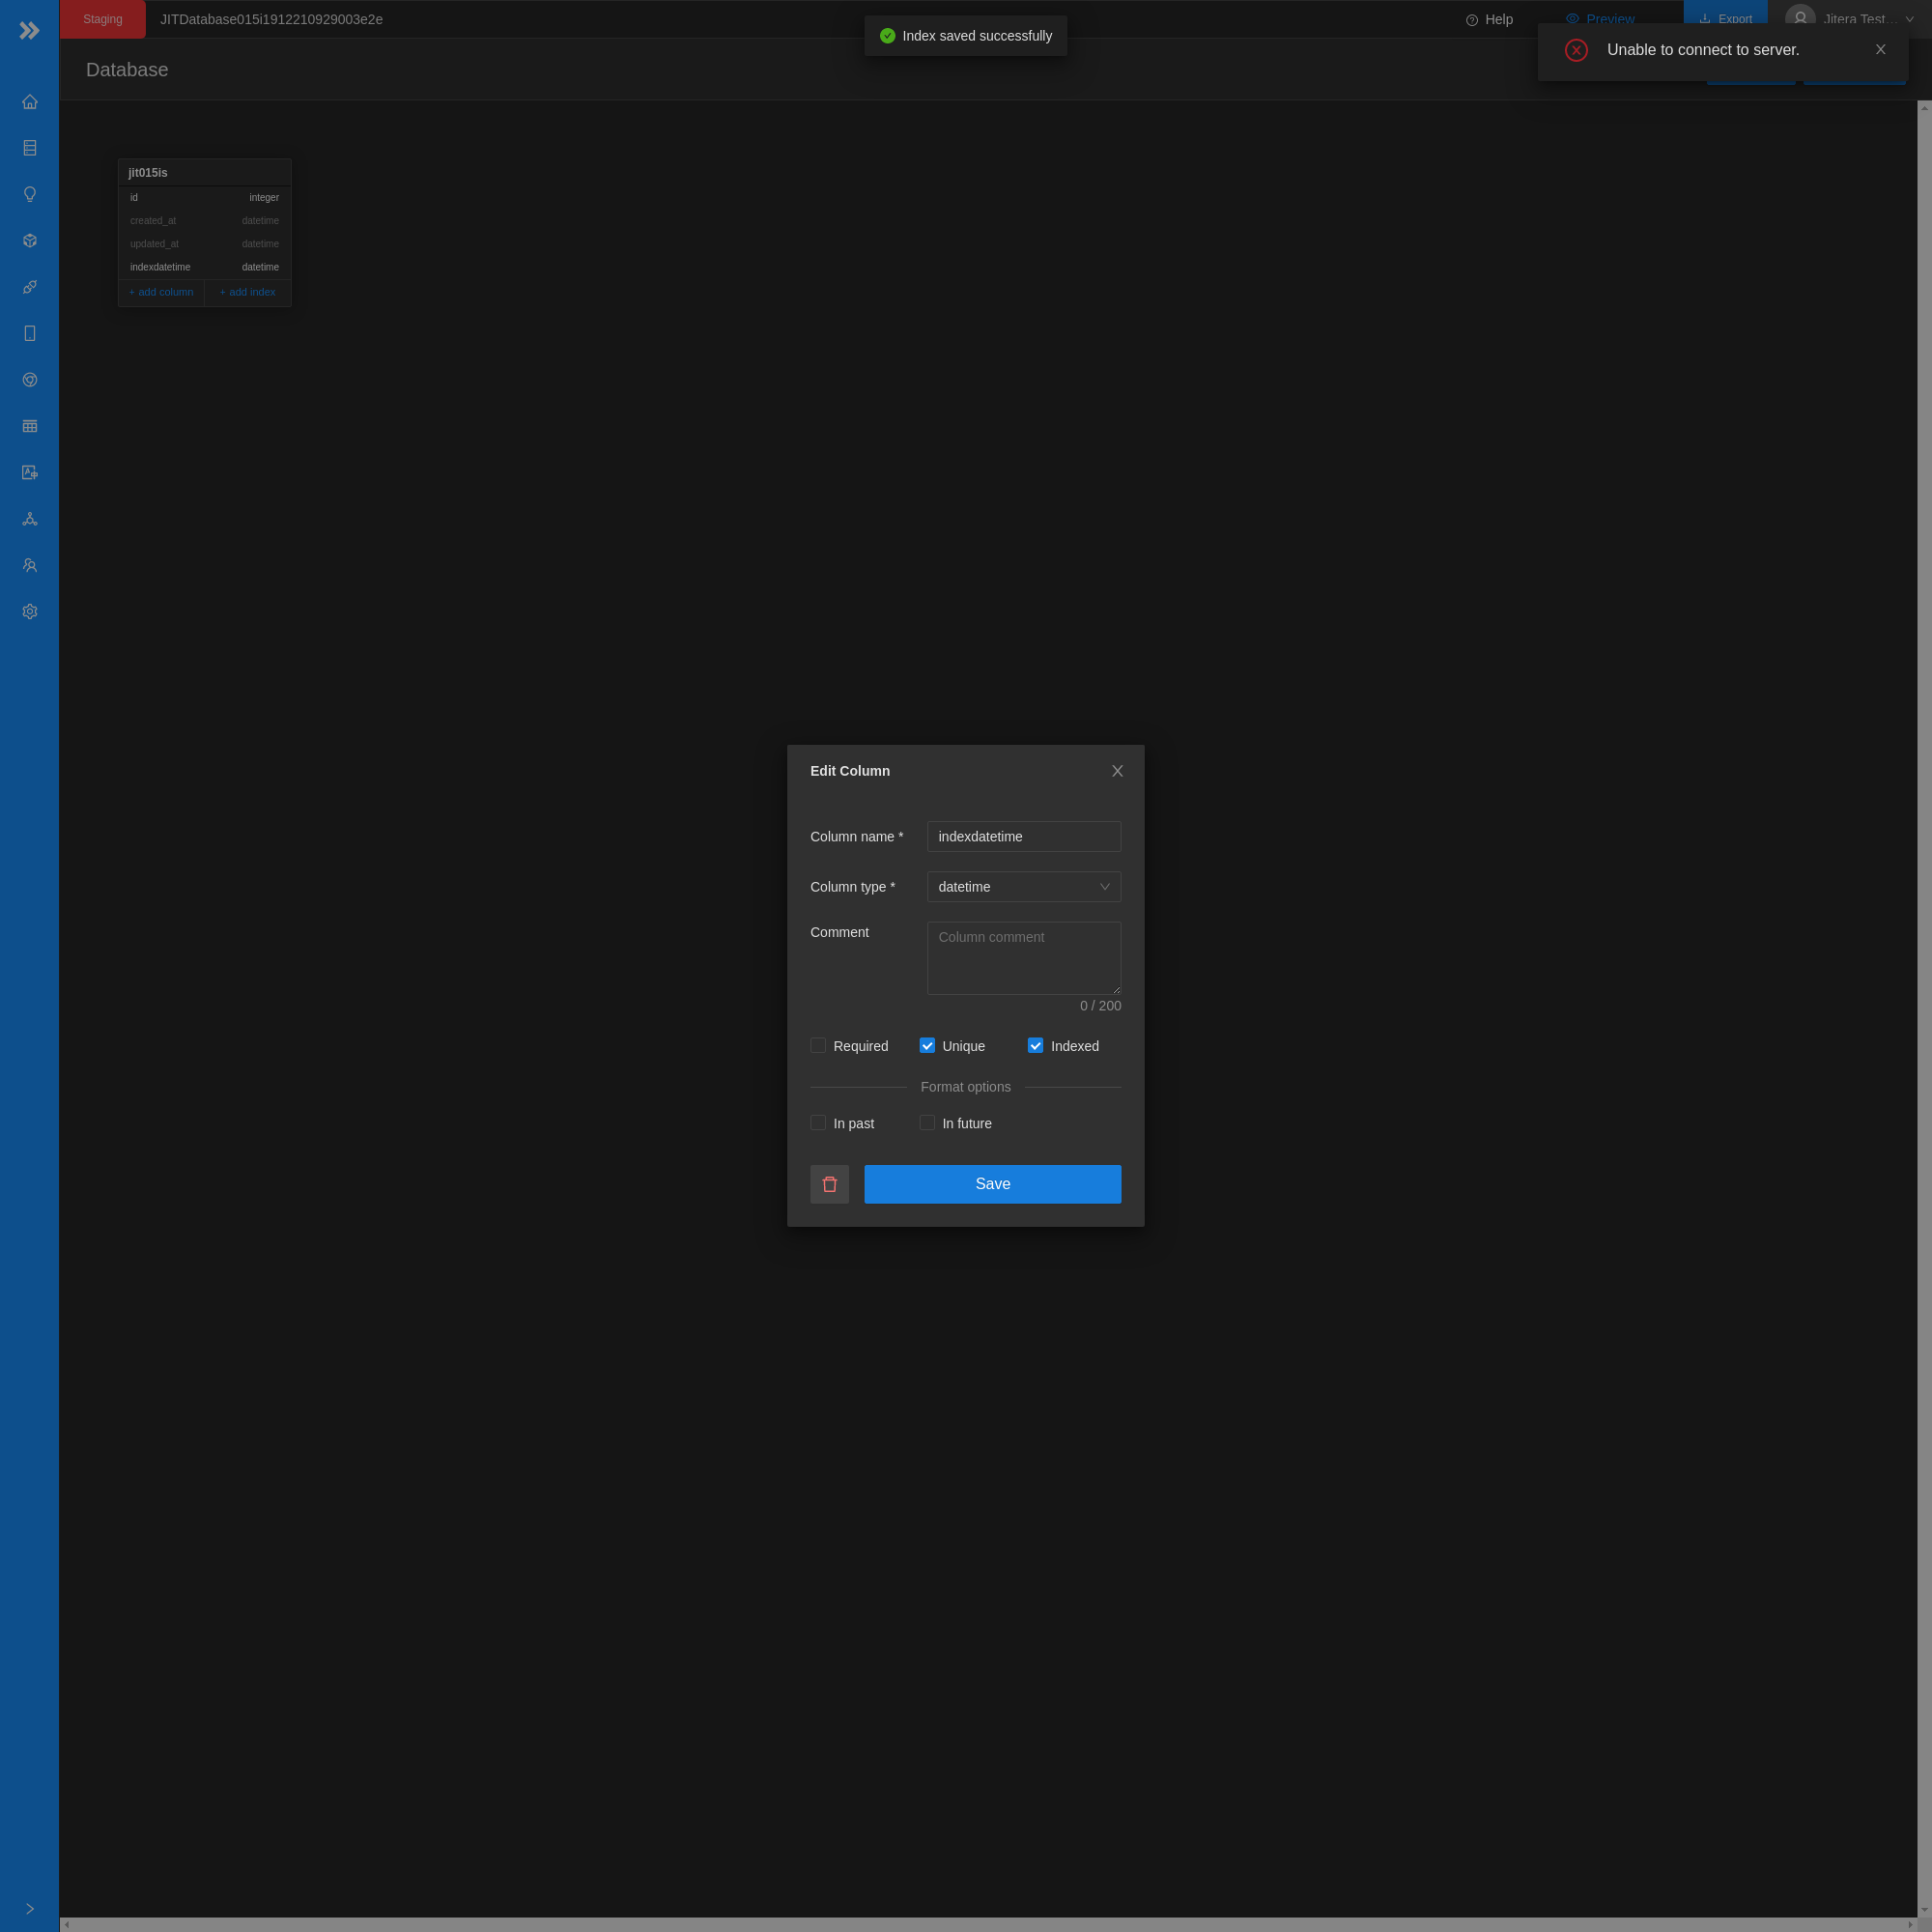 Staging
JITDatabase015i1912210929003e2e
Index saved successfully
Help
Preview
Export
Jitera Test...
Unable to connect to server.
Database
jit015is
id integer
created_at datetime
updated_at datetime
indexdatetime datetime
+ add column + add index
Edit Column
Column name * indexdatetime
Column type * datetime
Comment Column comment
0 / 200
Required Unique Indexed
Format options
In past In future
Save